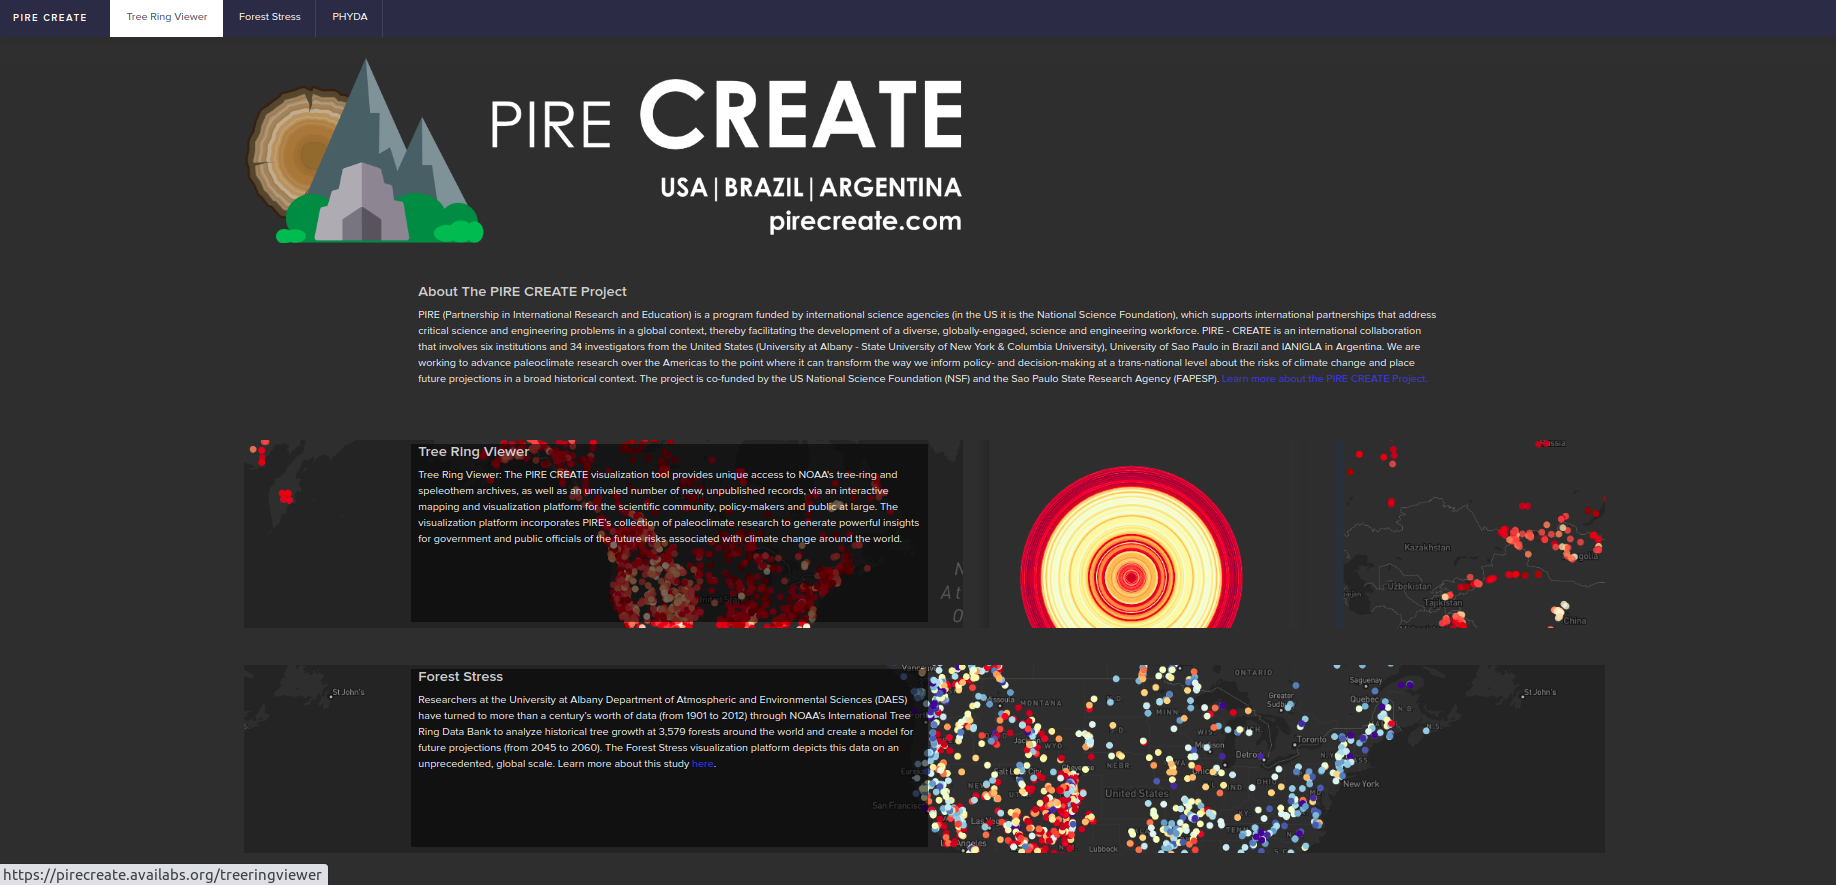 PIRE CREATE
Tree Ring Viewer
Forest Stress
PHYDA
PIRE CREATE
USA | BRAZIL | ARGENTINA
pirecreate.com
About The PIRE CREATE Project
PIRE (Partnership in International Research and Education) is a program funded by international science agencies (in the US it is the National Science Foundation), which supports international partnerships that address
critical science and engineering problems in a global context, thereby facilitating the development of a diverse, globally-engaged, science and engineering workforce. PIRE - CREATE is an international collaboration
that involves six institutions and 34 investigators from the United States (University at Albany - State University of New York & Columbia University), University of Sao Paulo in Brazil and IANIGLA in Argentina. We are
working to advance paleoclimate research over the Americas to the point where it can transform the way we inform policy- and decision-making at a trans-national level about the risks of climate change and place
future projections in a broad historical context. The project is co-funded by the US National Science Foundation (NSF) and the Sao Paulo State Research Agency (FAPESP). Learn more about the PIRE CREATE Project.
Tree Ring Viewer
Tree Ring Viewer: The PIRE CREATE visualization tool provides unique access to NOAA's tree-ring and
speleothem archives, as well as an unrivaled number of new, unpublished records, via an interactive
mapping and visualization platform for the scientific community, policy-makers and public at large. The
visualization platform incorporates PIRE's collection of paleoclimate research to generate powerful insights
for government and public officials of the future risks associated with climate change around the world.
Kazakhstan
Uzbekistan
Tajikistan
China
Forest Stress
Researchers at the University at Albany Department of Atmospheric and Environmental Sciences (DAES)
have turned to more than a century's worth of data (from 1901 to 2012) through NOAA's International Tree
Ring Data Bank to analyze historical tree growth at 3,579 forests around the world and create a model for
future projections (from 2045 to 2060). The Forest Stress visualization platform depicts this data on an
unprecedented, global scale. Learn more about this study here.
St John's
ONTARIO
Saguenay
St John's
MONTANA
Greater
Quebec
MINN
Toronto
NEBR
New York
United States
Lubbock
https://pirecreate.availabs.org/treeringviewer